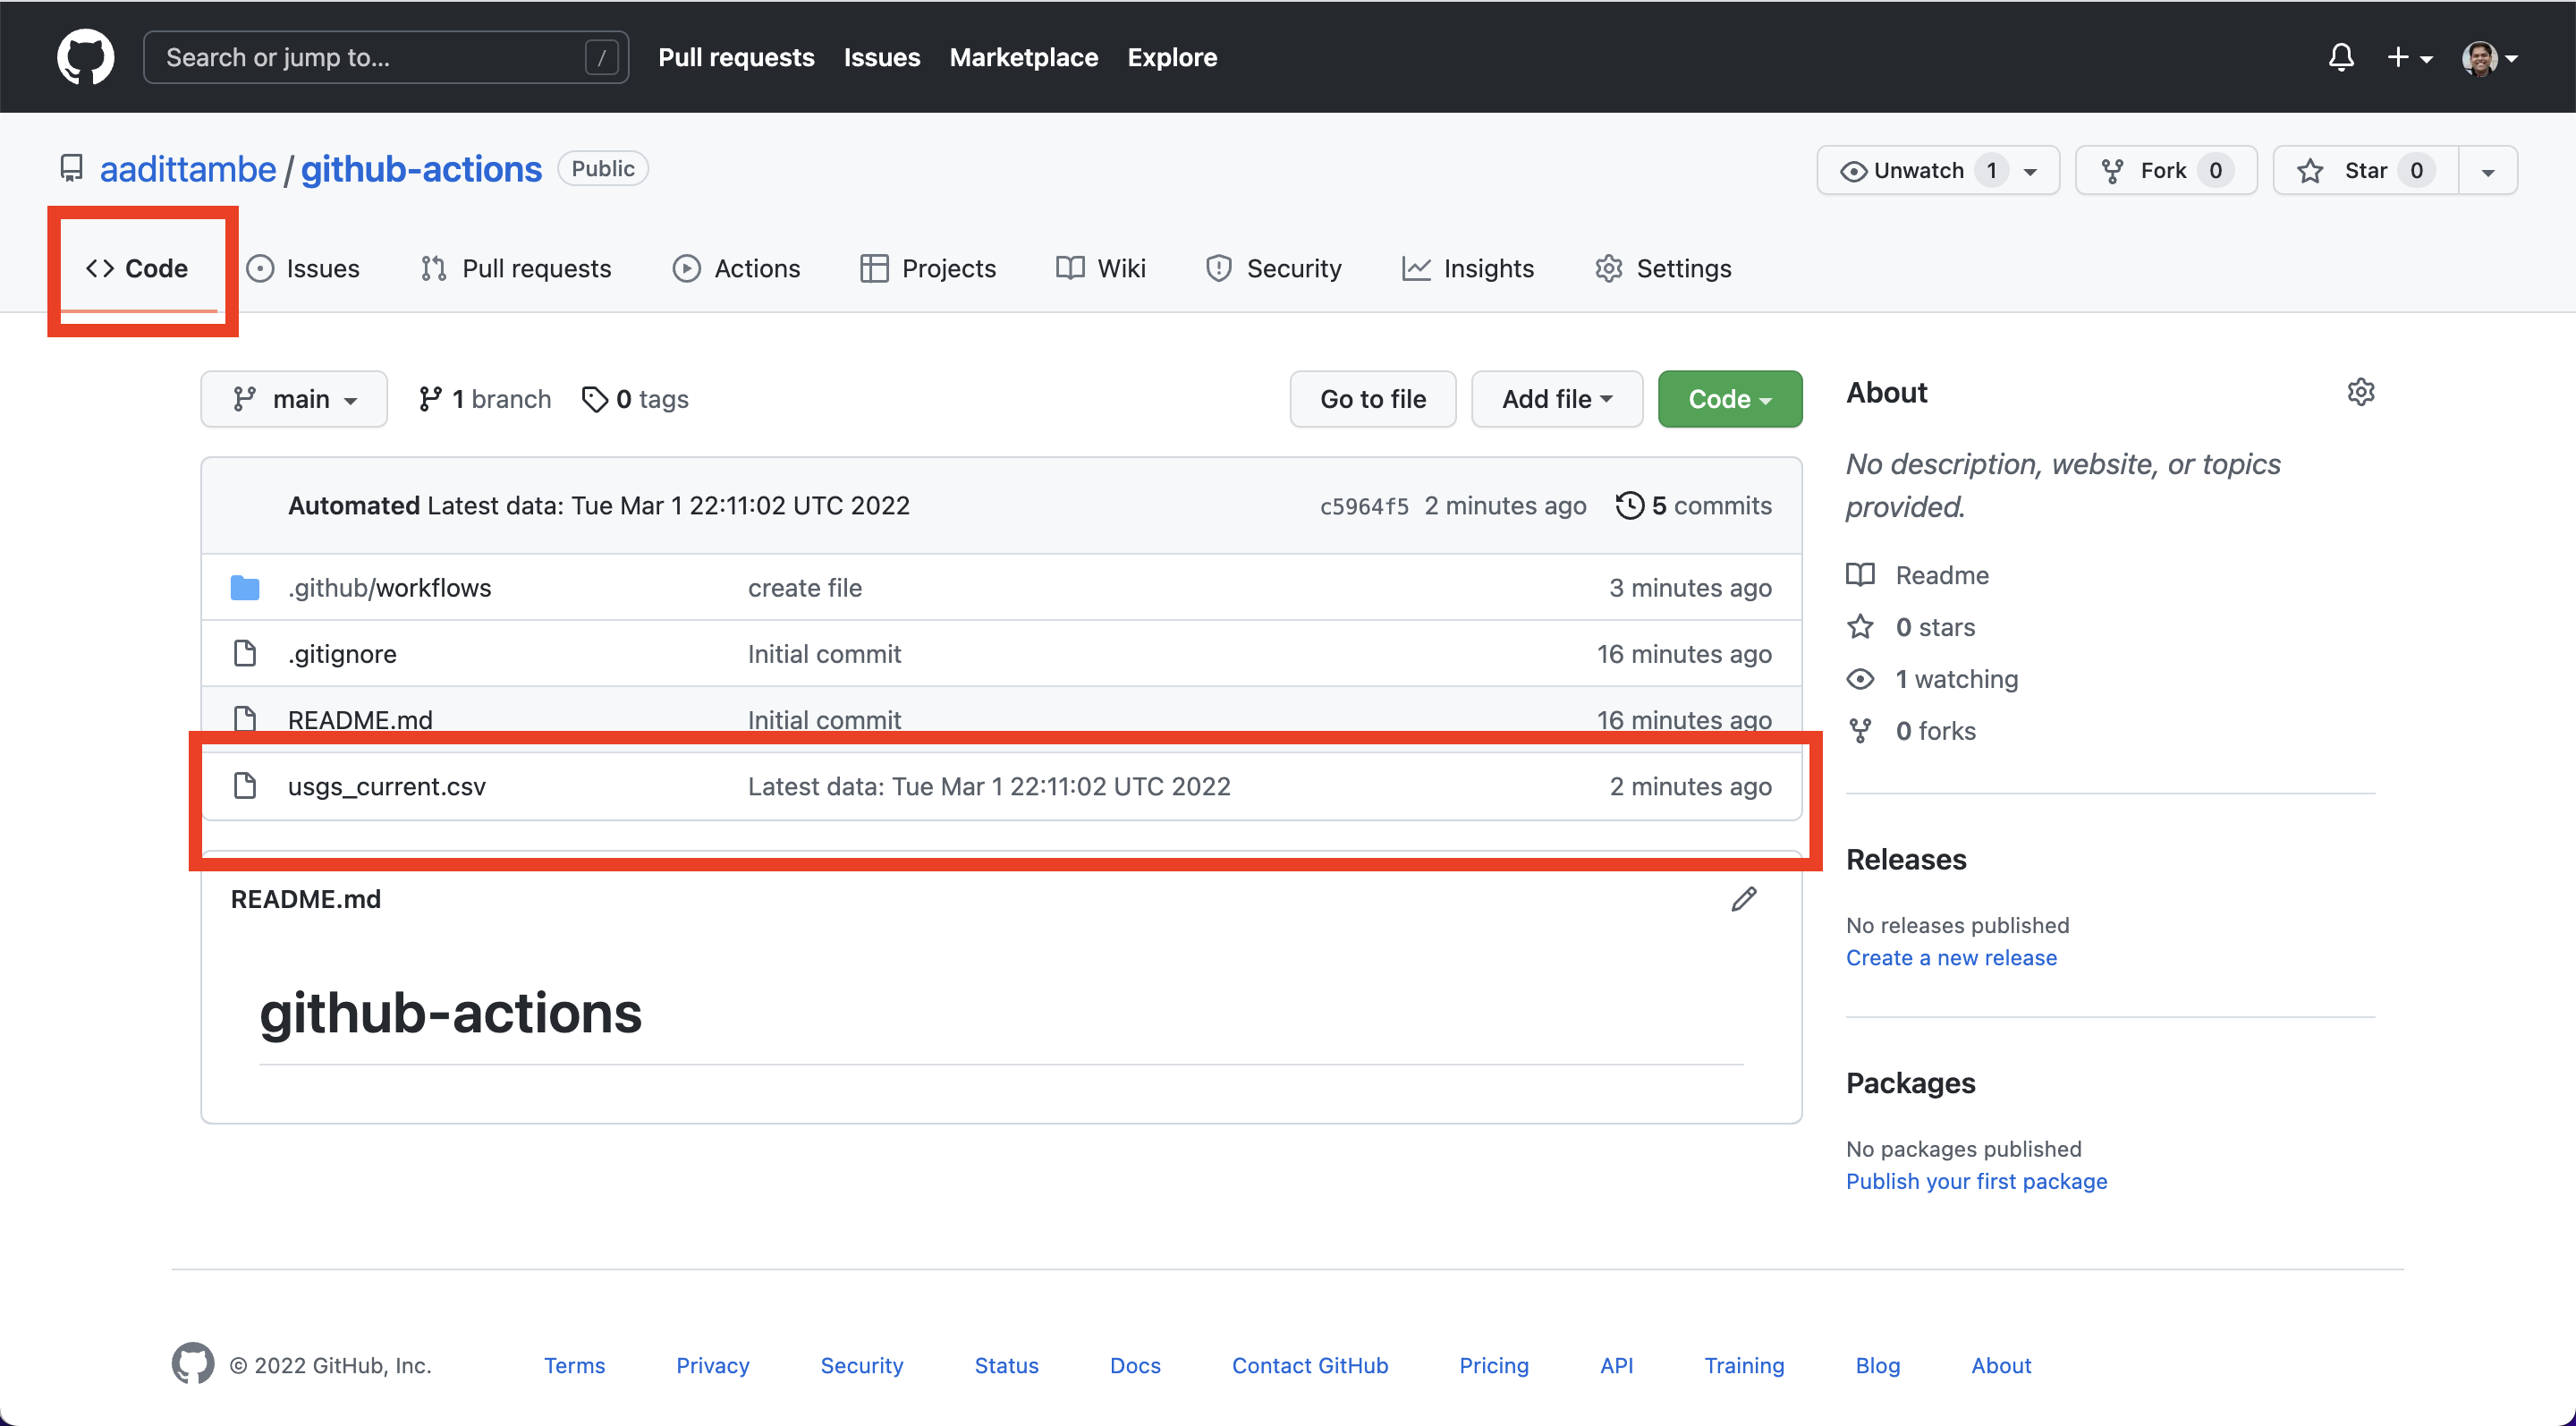 Search or jump to... / Pull requests Issues Marketplace Explore
aadittambe / github-actions Public Unwatch 1 Fork 0 Star 0
Code Issues Pull requests Actions Projects Wiki Security Insights Settings
main 1 branch 0 tags Go to file Add file Code
Automated Latest data: Tue Mar 1 22:11:02 UTC 2022 c5964f5 2 minutes ago 5 commits
.github/workflows create file 3 minutes ago
.gitignore Initial commit 16 minutes ago
README.md Initial commit 16 minutes ago
usgs_current.csv Latest data: Tue Mar 1 22:11:02 UTC 2022 2 minutes ago
README.md
github-actions
About
No description, website, or topics
provided.
Readme
0 stars
1 watching
0 forks
Releases
No releases published
Create a new release
Packages
No packages published
Publish your first package
© 2022 GitHub, Inc. Terms Privacy Security Status Docs Contact GitHub Pricing API Training Blog About